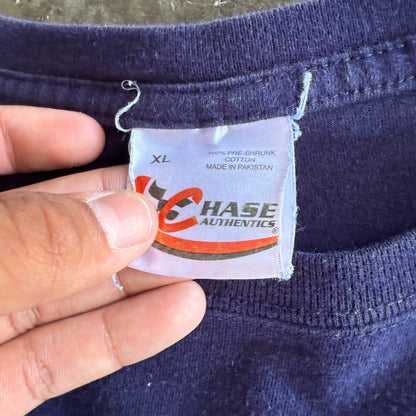 XL
100% PRE-SHRUNK
COTTON
MADE IN PAKISTAN
CHASE
AUTHENTICS®